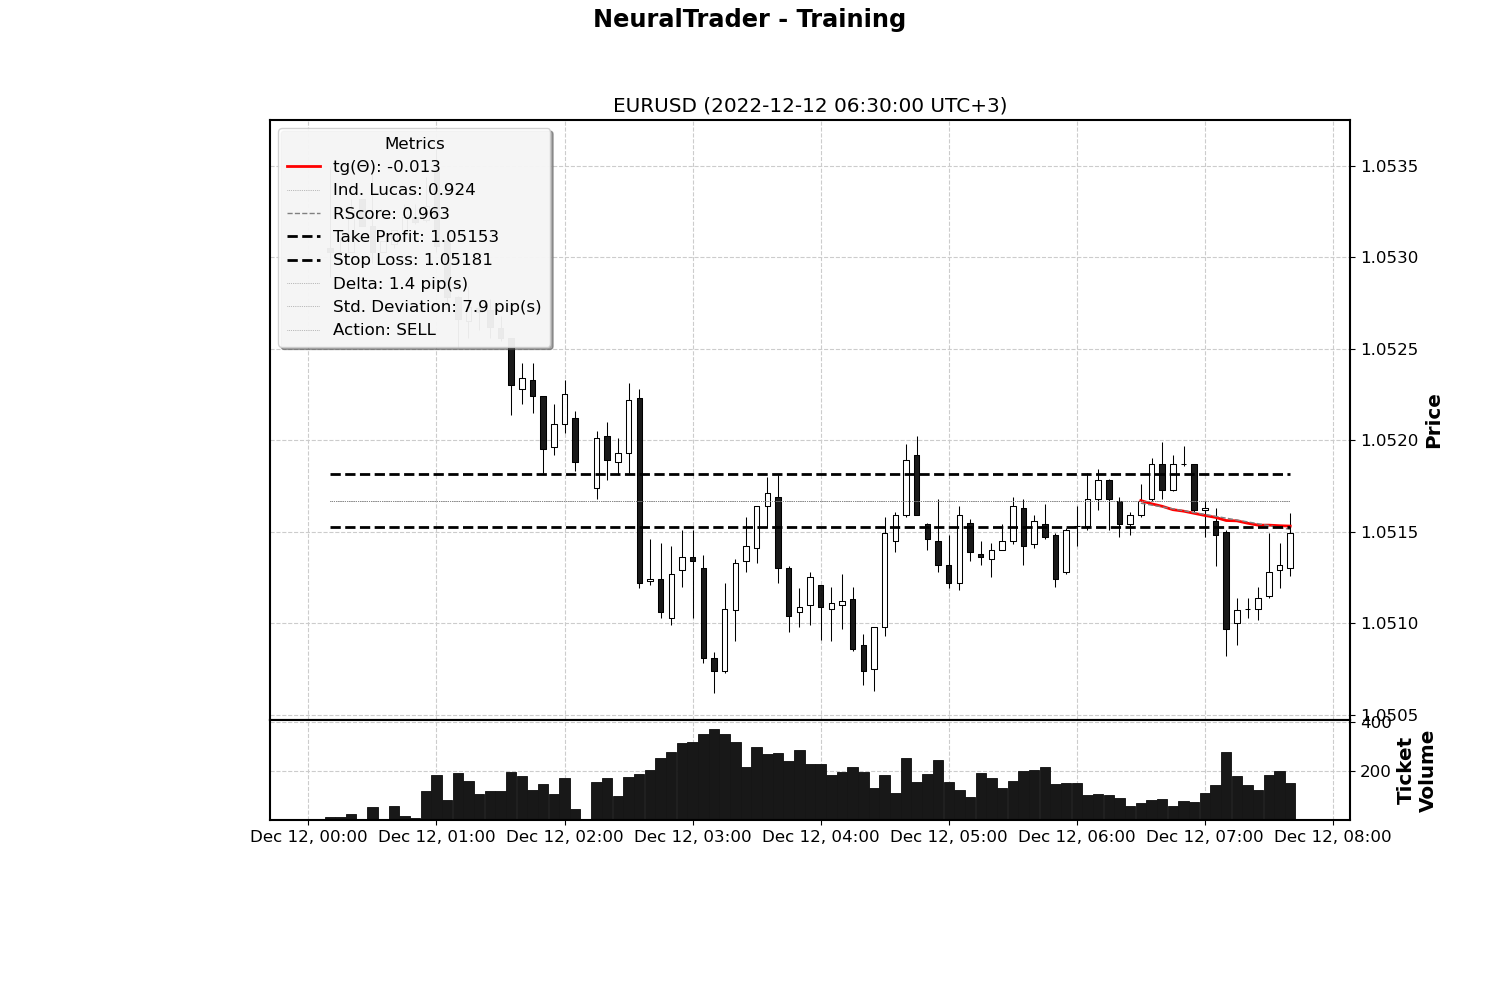 NeuralTrader - Training
EURUSD (2022-12-12 06:30:00 UTC+3)
Metrics
tg(Θ): -0.013
Ind. Lucas: 0.924
RScore: 0.963
Take Profit: 1.05153
Stop Loss: 1.05181
Delta: 1.4 pip(s)
Std. Deviation: 7.9 pip(s)
Action: SELL
1.0535
1.0530
1.0525
1.0520
1.0515
1.0510
1.0505
Price
400
200
Ticket
Volume
Dec 12, 00:00
Dec 12, 01:00
Dec 12, 02:00
Dec 12, 03:00
Dec 12, 04:00
Dec 12, 05:00
Dec 12, 06:00
Dec 12, 07:00
Dec 12, 08:00